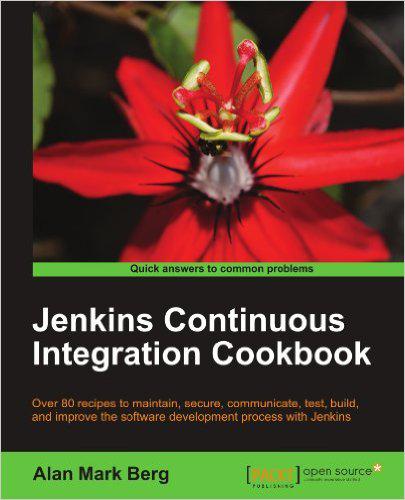 Quick answers to common problems
Jenkins Continuous
Integration Cookbook
Over 80 recipes to maintain, secure, communicate, test, build,
and improve the software development process with Jenkins
Alan Mark Berg
[PACKT] open source*
PUBLISHING